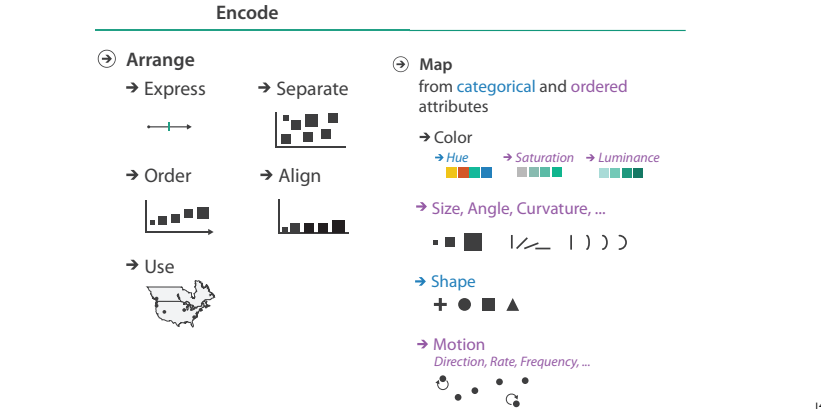 Encode
Arrange
Express
Separate
Order
Align
Use
Map
from categorical and ordered
attributes
Color
Hue
Saturation
Luminance
Size, Angle, Curvature, ...
Shape
Motion
Direction, Rate, Frequency, ...